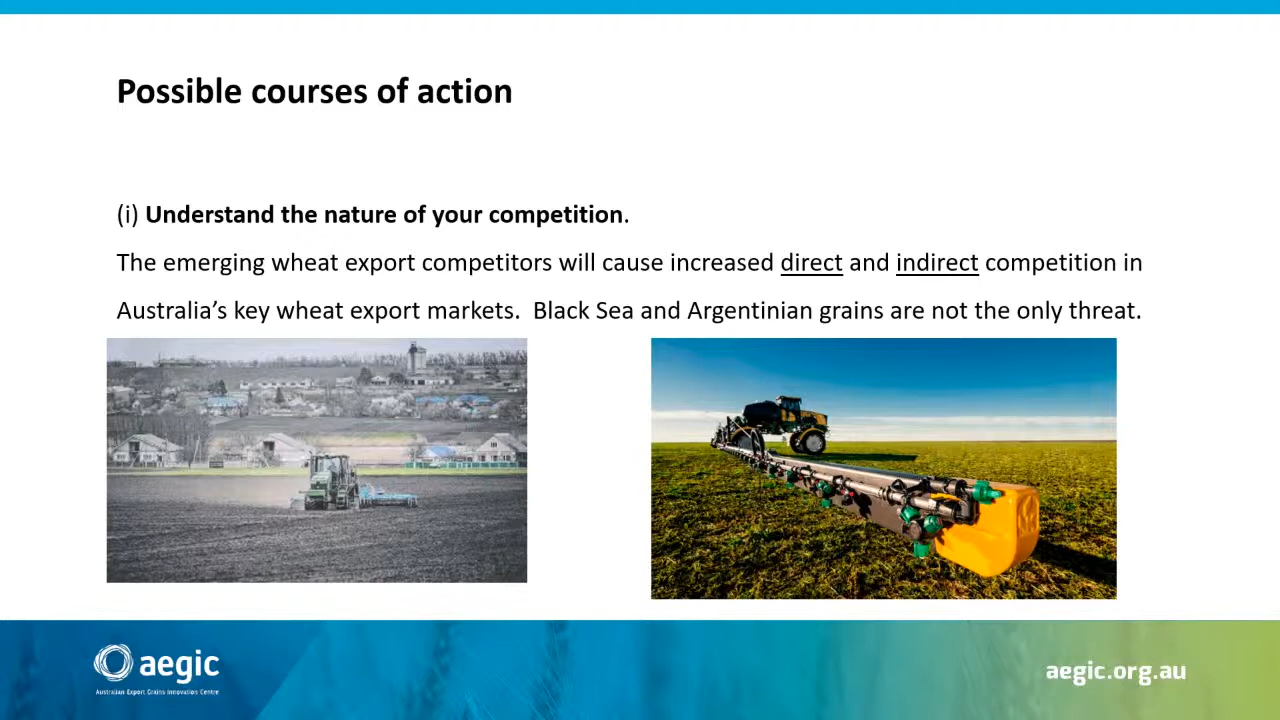 Possible courses of action
(i) Understand the nature of your competition.
The emerging wheat export competitors will cause increased direct and indirect competition in
Australia’s key wheat export markets.  Black Sea and Argentinian grains are not the only threat.
aegic
Australian Export Grains Innovation Centre
aegic.org.au